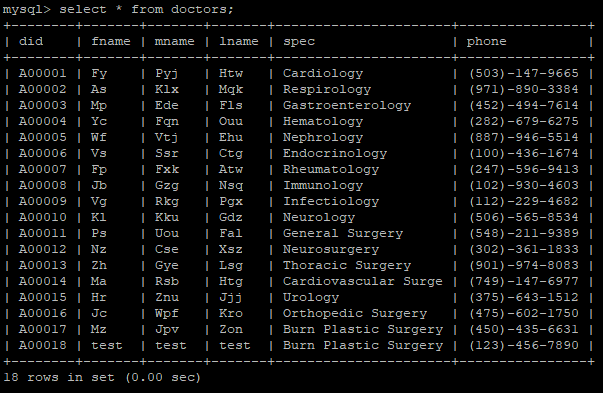 mysql> select * from doctors;
+--------+-------+-------+-------+----------------------+----------------+
| did    | fname | mname | lname | spec                 | phone          |
+--------+-------+-------+-------+----------------------+----------------+
| A00001 | Fy    | Pyj   | Htw   | Cardiology           | (503)-147-9665 |
| A00002 | As    | Klx   | Mqk   | Respirology          | (971)-890-3384 |
| A00003 | Mp    | Ede   | Fls   | Gastroenterology     | (452)-494-7614 |
| A00004 | Yc    | Fqn   | Ouu   | Hematology           | (282)-679-6275 |
| A00005 | Wf    | Vtj   | Ehu   | Nephrology           | (887)-946-5514 |
| A00006 | Vs    | Ssr   | Ctg   | Endocrinology        | (100)-436-1674 |
| A00007 | Fp    | Fxk   | Atw   | Rheumatology         | (247)-596-9413 |
| A00008 | Jb    | Gzg   | Nsq   | Immunology           | (102)-930-4603 |
| A00009 | Vg    | Rkg   | Pgx   | Infectiology         | (112)-229-4682 |
| A00010 | Kl    | Kku   | Gdz   | Neurology            | (506)-565-8534 |
| A00011 | Ps    | Uou   | Fal   | General Surgery      | (548)-211-9389 |
| A00012 | Nz    | Cse   | Xsz   | Neurosurgery         | (302)-361-1833 |
| A00013 | Zh    | Gye   | Lsg   | Thoracic Surgery     | (901)-974-8083 |
| A00014 | Ma    | Rsb   | Htg   | Cardiovascular Surge | (749)-147-6977 |
| A00015 | Hr    | Znu   | Jjj   | Urology              | (375)-643-1512 |
| A00016 | Jc    | Wpf   | Kro   | Orthopedic Surgery   | (475)-602-1750 |
| A00017 | Mz    | Jpv   | Zon   | Burn Plastic Surgery | (450)-435-6631 |
| A00018 | test  | test  | test  | Burn Plastic Surgery | (123)-456-7890 |
+--------+-------+-------+-------+----------------------+----------------+
18 rows in set (0.00 sec)